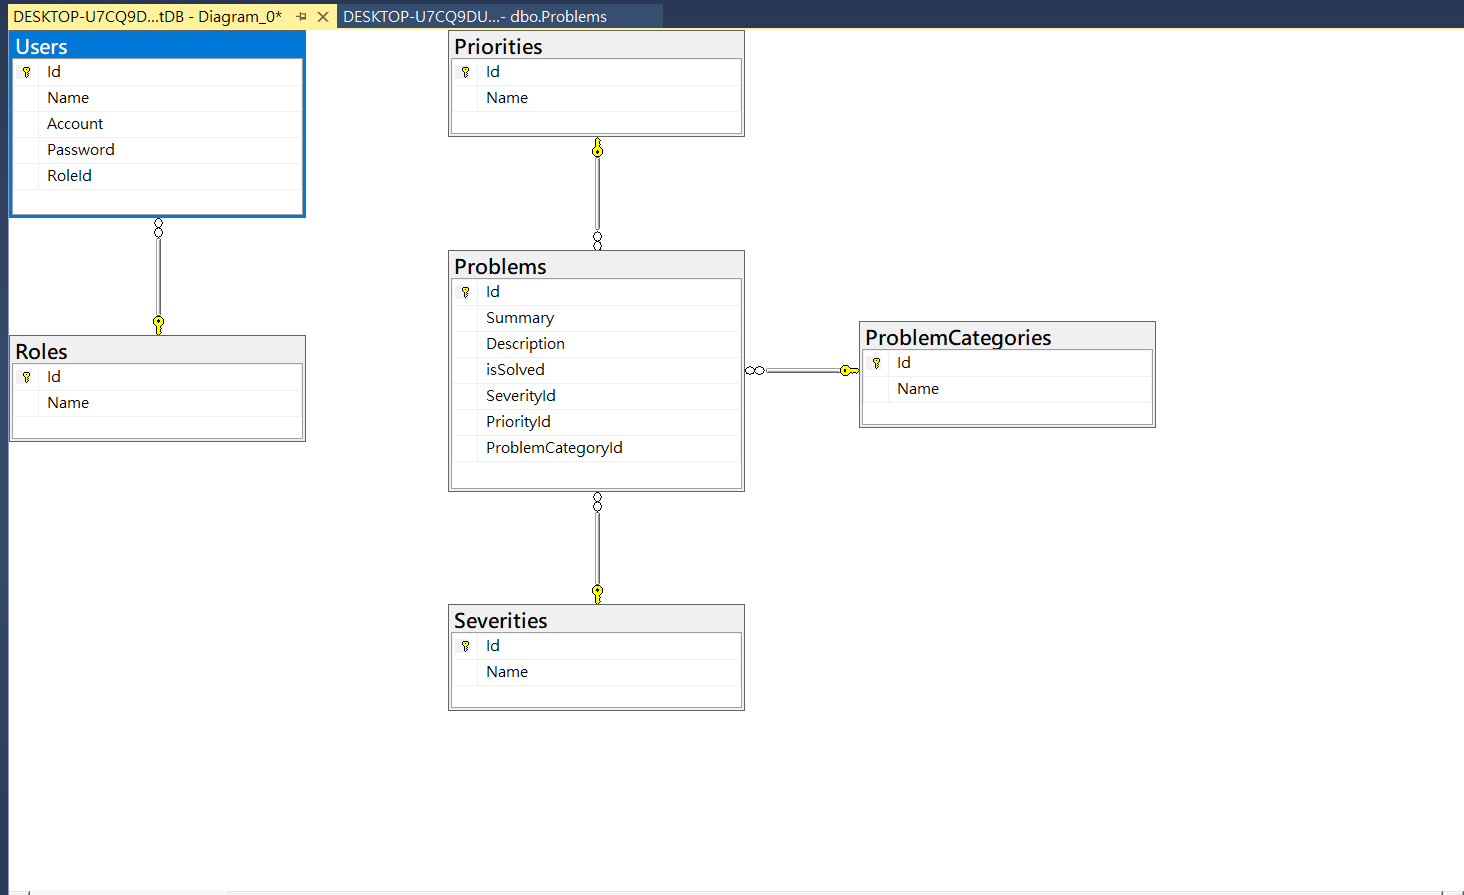 DESKTOP-U7CQ9D...tDB - Diagram_0*
DESKTOP-U7CQ9DU...- dbo.Problems
Users
Id
Name
Account
Password
RoleId
Roles
Id
Name
Priorities
Id
Name
Problems
Id
Summary
Description
isSolved
SeverityId
PriorityId
ProblemCategoryId
ProblemCategories
Id
Name
Severities
Id
Name